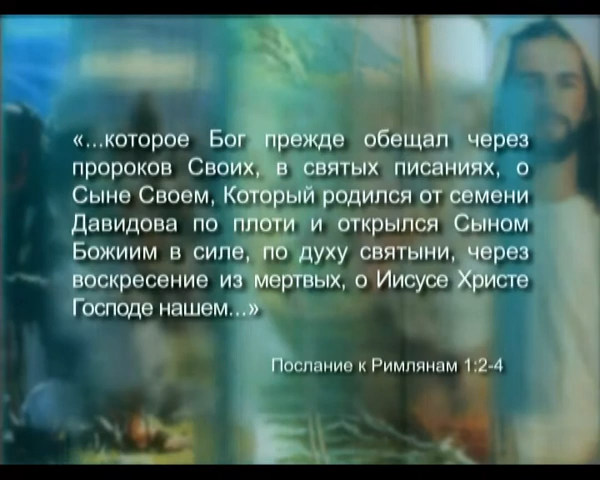 «...которое Бог прежде обещал через
пророков Своих, в святых писаниях, о
Сыне Своем, Который родился от семени
Давидова по плоти и открылся Сыном
Божиим в силе, по духу святыни, через
воскресение из мертвых, о Иисусе Христе
Господе нашем...»
Послание к Римлянам 1:2-4